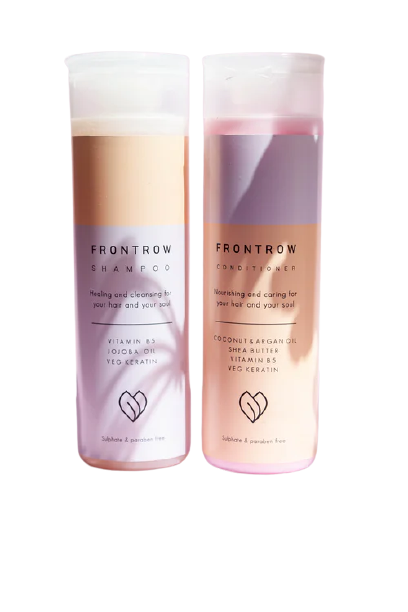 FRONTROW
SHAMPOO
Healing and cleansing for
your hair and your soul
VITAMIN B5
JOJOBA OIL
VEG KERATIN
Sulphate & paraben free
FRONTROW
CONDITIONER
Nourishing and caring for
your hair and your soul
COCONUT & ARGAN OIL
SHEA BUTTER
VITAMIN B5
VEG KERATIN
Sulphate & paraben free